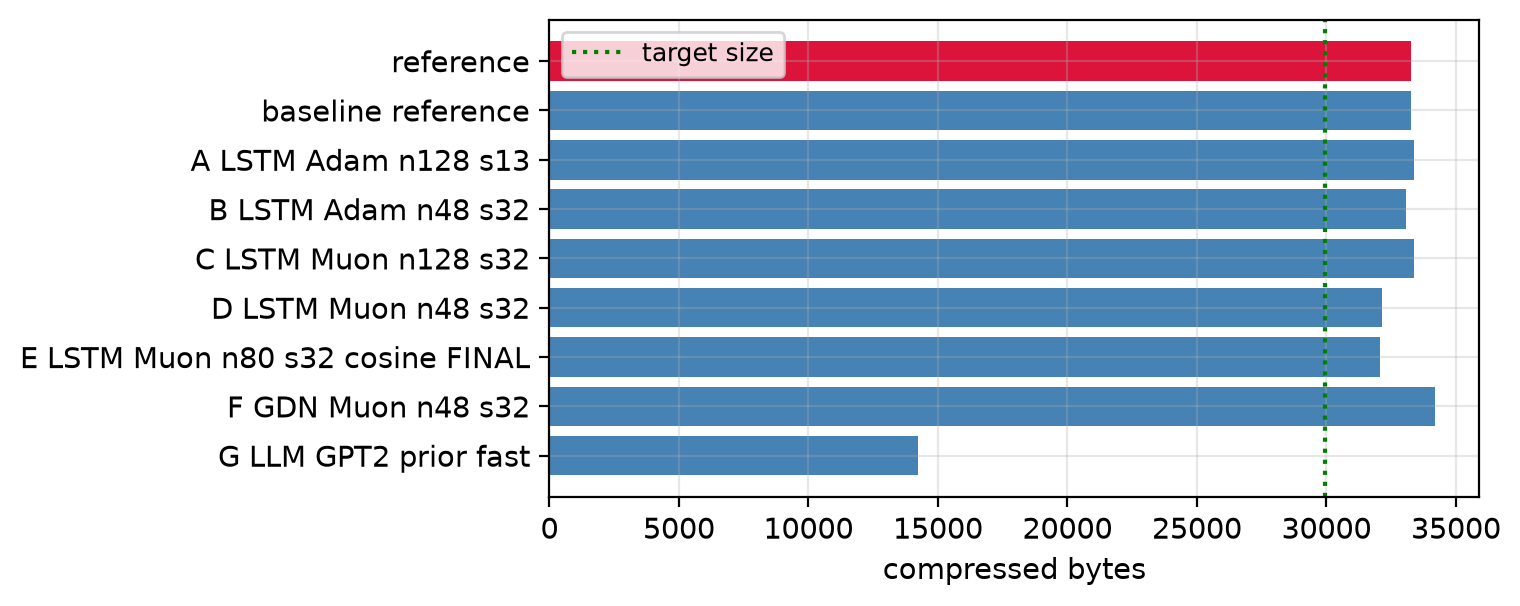 target size
reference
baseline reference
A LSTM Adam n128 s13
B LSTM Adam n48 s32
C LSTM Muon n128 s32
D LSTM Muon n48 s32
E LSTM Muon n80 s32 cosine FINAL
F GDN Muon n48 s32
G LLM GPT2 prior fast
0 5000 10000 15000 20000 25000 30000 35000
compressed bytes